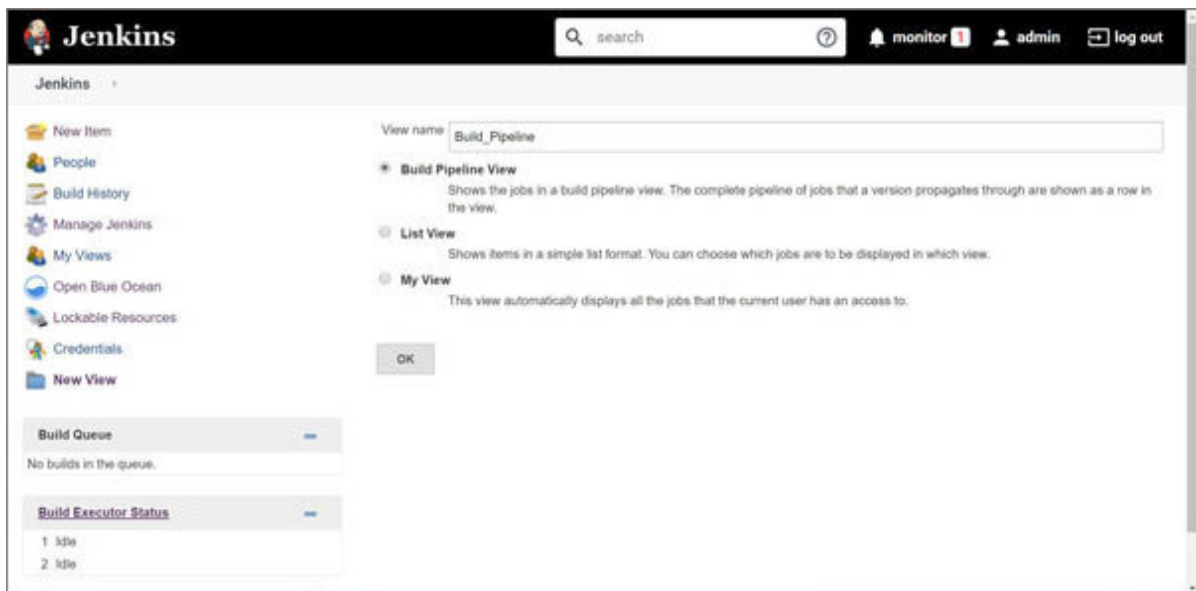 Jenkins
search
monitor 1
admin
log out
Jenkins
New Item
People
Build History
Manage Jenkins
My Views
Open Blue Ocean
Lockable Resources
Credentials
New View
Build Queue
No builds in the queue.
Build Executor Status
1 Idle
2 Idle
View name Build_Pipeline
Build Pipeline View
Shows the jobs in a build pipeline view. The complete pipeline of jobs that a version propagates through are shown as a row in
the view.
List View
Shows items in a simple list format. You can choose which jobs are to be displayed in which view.
My View
This view automatically displays all the jobs that the current user has an access to.
OK